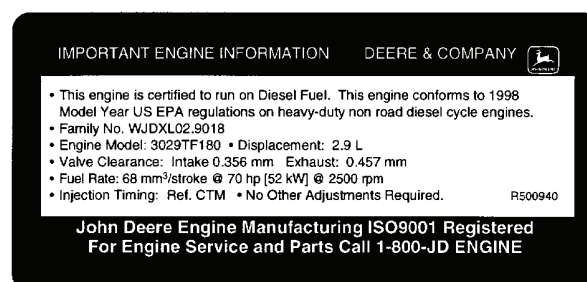 IMPORTANT ENGINE INFORMATION DEERE & COMPANY
• This engine is certified to run on Diesel Fuel. This engine conforms to 1998
Model Year US EPA regulations on heavy-duty non road diesel cycle engines.
• Family No. WJDXL02.9018
• Engine Model: 3029TF180 • Displacement: 2.9 L
• Valve Clearance: Intake 0.356 mm Exhaust: 0.457 mm
• Fuel Rate: 68 mm³/stroke @ 70 hp [52 kW] @ 2500 rpm
• Injection Timing: Ref. CTM • No Other Adjustments Required. R500940
John Deere Engine Manufacturing ISO9001 Registered
For Engine Service and Parts Call 1-800-JD ENGINE